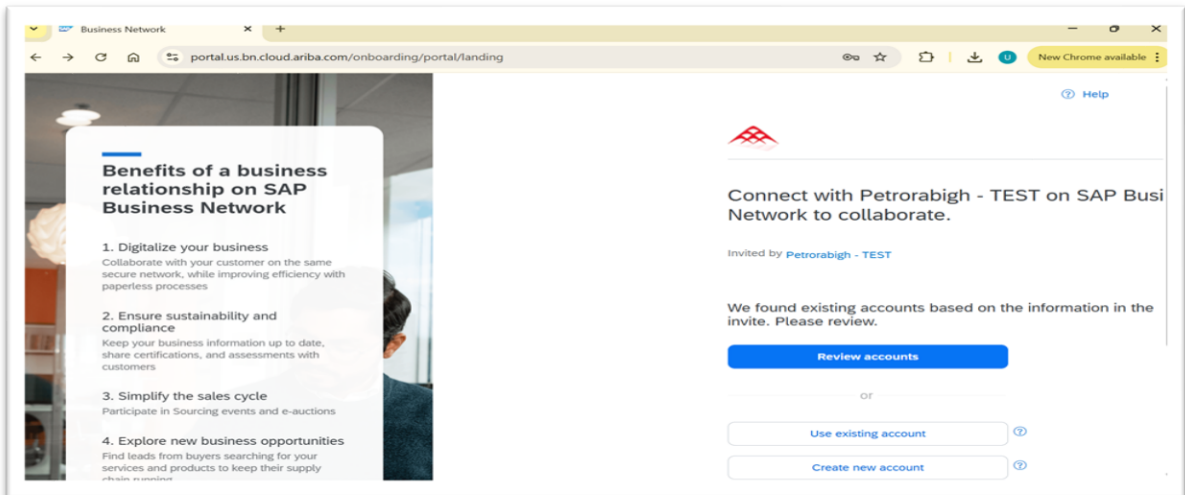 Business Network
portal.us.bn.cloud.ariba.com/onboarding/portal/landing
U
New Chrome available
Help
Benefits of a business
relationship on SAP
Business Network
1. Digitalize your business
Collaborate with your customer on the same
secure network, while improving efficiency with
paperless processes
2. Ensure sustainability and
compliance
Keep your business information up to date,
share certifications, and assessments with
customers
3. Simplify the sales cycle
Participate in Sourcing events and e-auctions
4. Explore new business opportunities
Find leads from buyers searching for your
services and products to keep their supply
chain running
Connect with Petrorabigh - TEST on SAP Busi
Network to collaborate.
Invited by Petrorabigh - TEST
We found existing accounts based on the information in the
invite. Please review.
Review accounts
or
Use existing account
Create new account